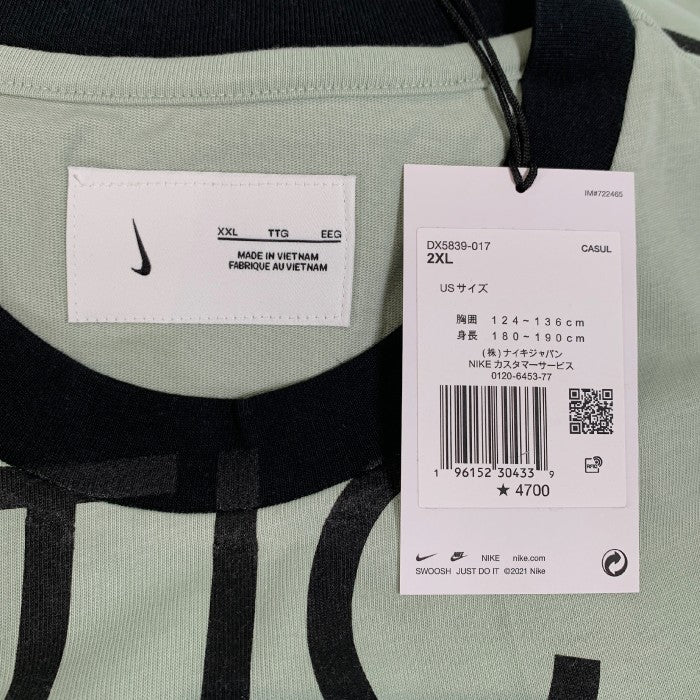 XXL TTG EEG
MADE IN VIETNAM
FABRIQUE AU VIETNAM
IM#722465
DX5839-017
CASUL
2XL
USサイズ
胸囲 124~136cm
身長 180~190cm
(株)ナイキジャパン
NIKE カスタマーサービス
0120-6453-77
1 96152 30433 9
RFID
★ 4700
NIKE nike.com
SWOOSH JUST DO IT ©2021 Nike